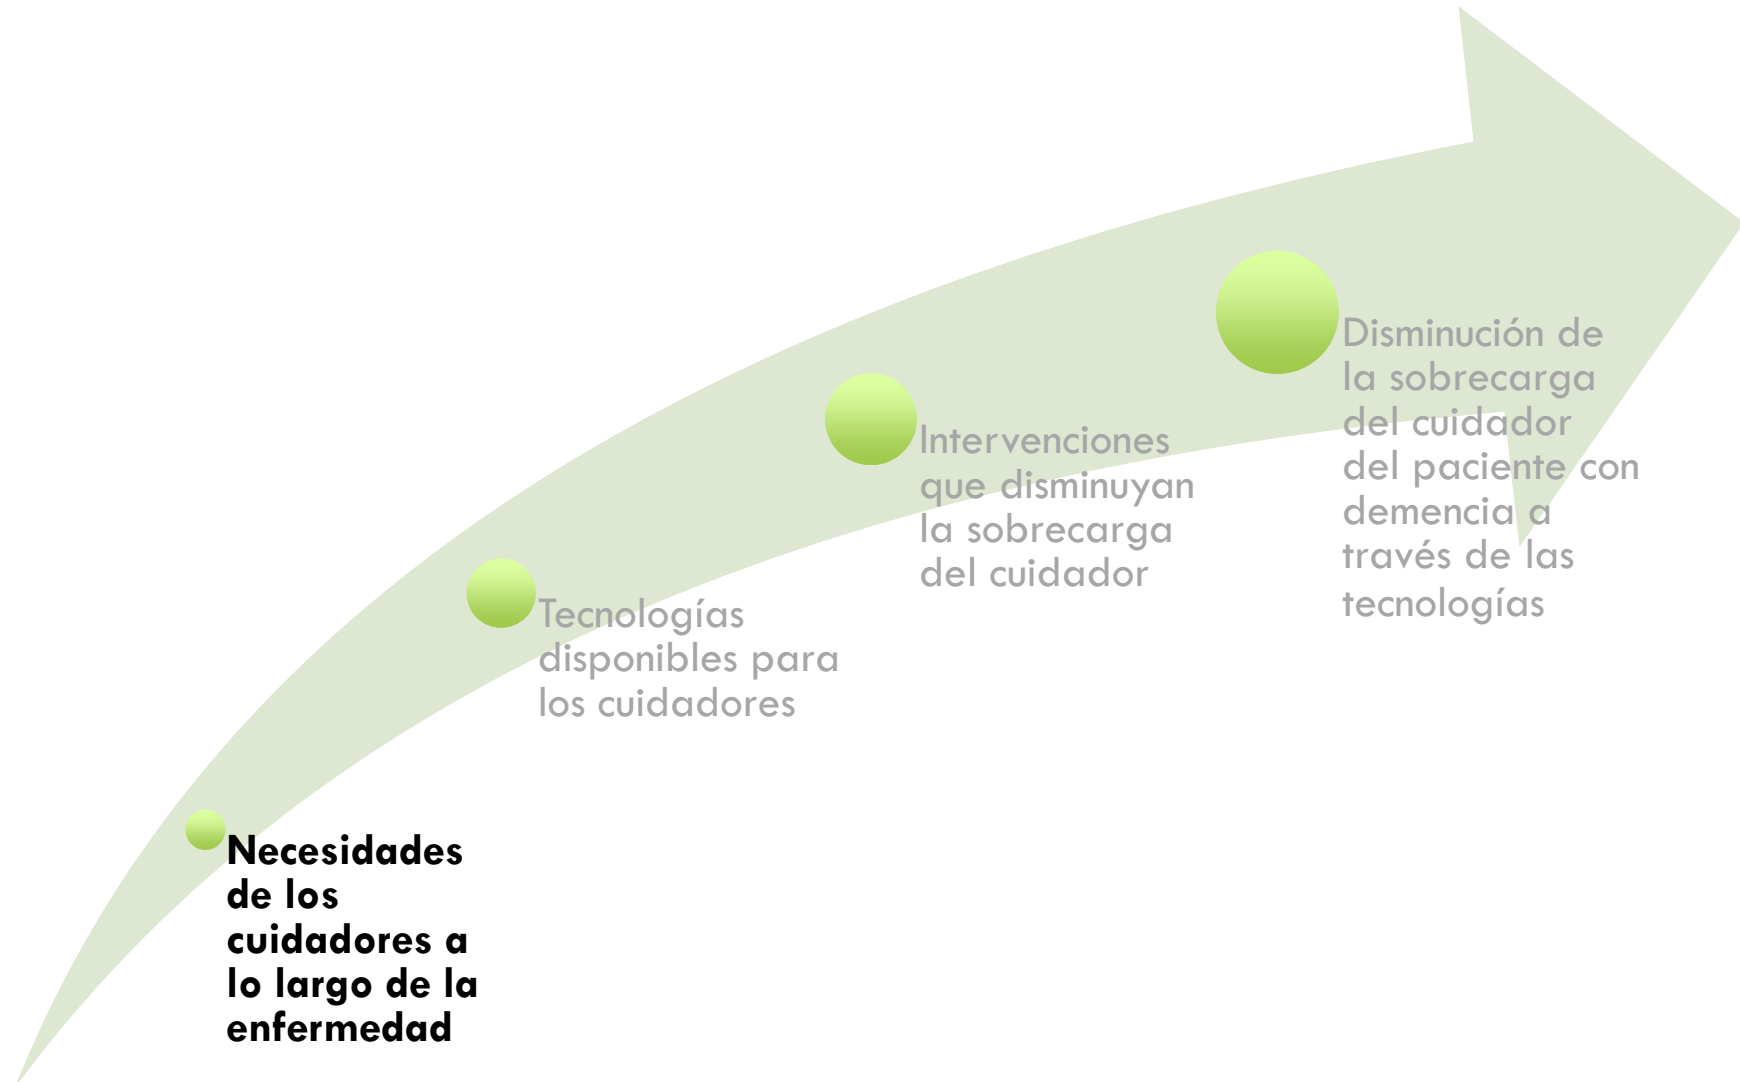 Necesidades
de los
cuidadores a
lo largo de la
enfermedad
Tecnologías
disponibles para
los cuidadores
Intervenciones
que disminuyan
la sobrecarga
del cuidador
Disminución de
la sobrecarga
del cuidador
del paciente con
demencia a
través de las
tecnologías